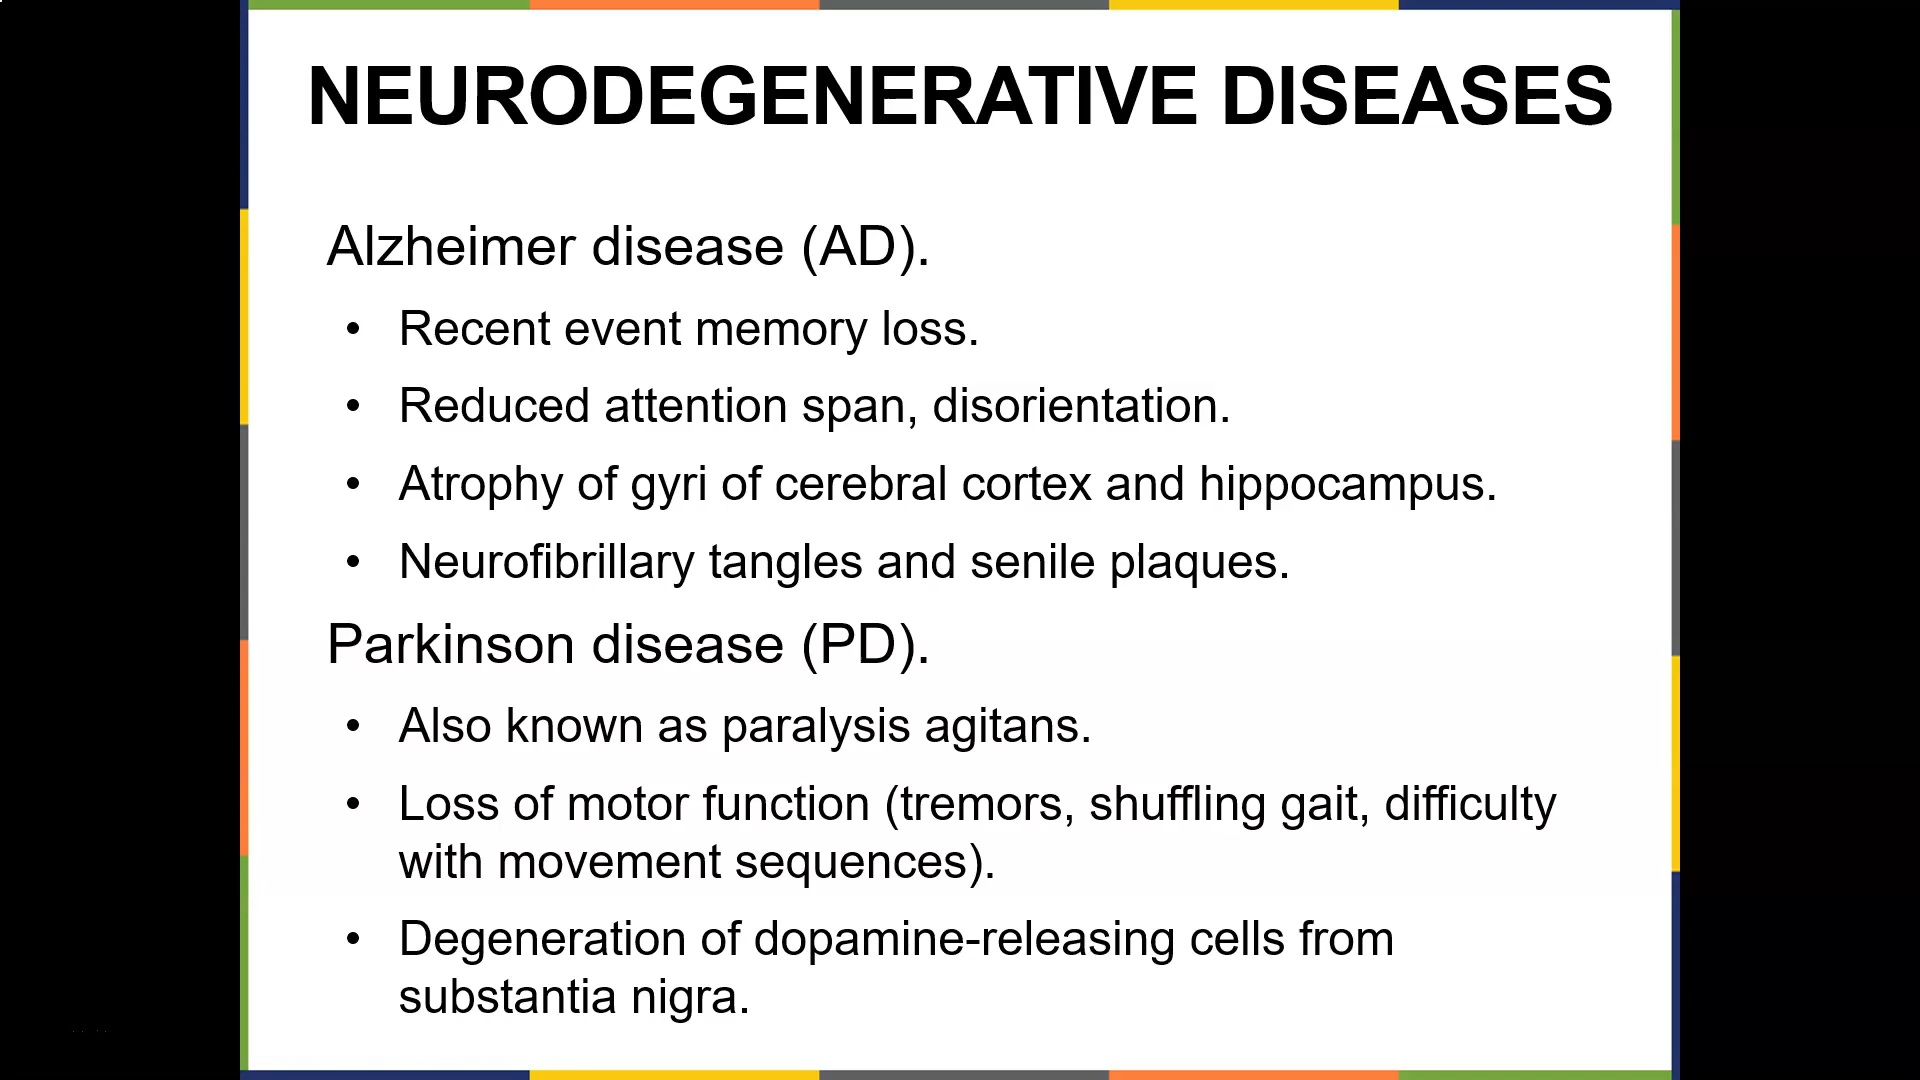 NEURODEGENERATIVE DISEASES
Alzheimer disease (AD).
• Recent event memory loss.
• Reduced attention span, disorientation.
• Atrophy of gyri of cerebral cortex and hippocampus.
• Neurofibrillary tangles and senile plaques.
Parkinson disease (PD).
• Also known as paralysis agitans.
• Loss of motor function (tremors, shuffling gait, difficulty
with movement sequences).
• Degeneration of dopamine-releasing cells from
substantia nigra.